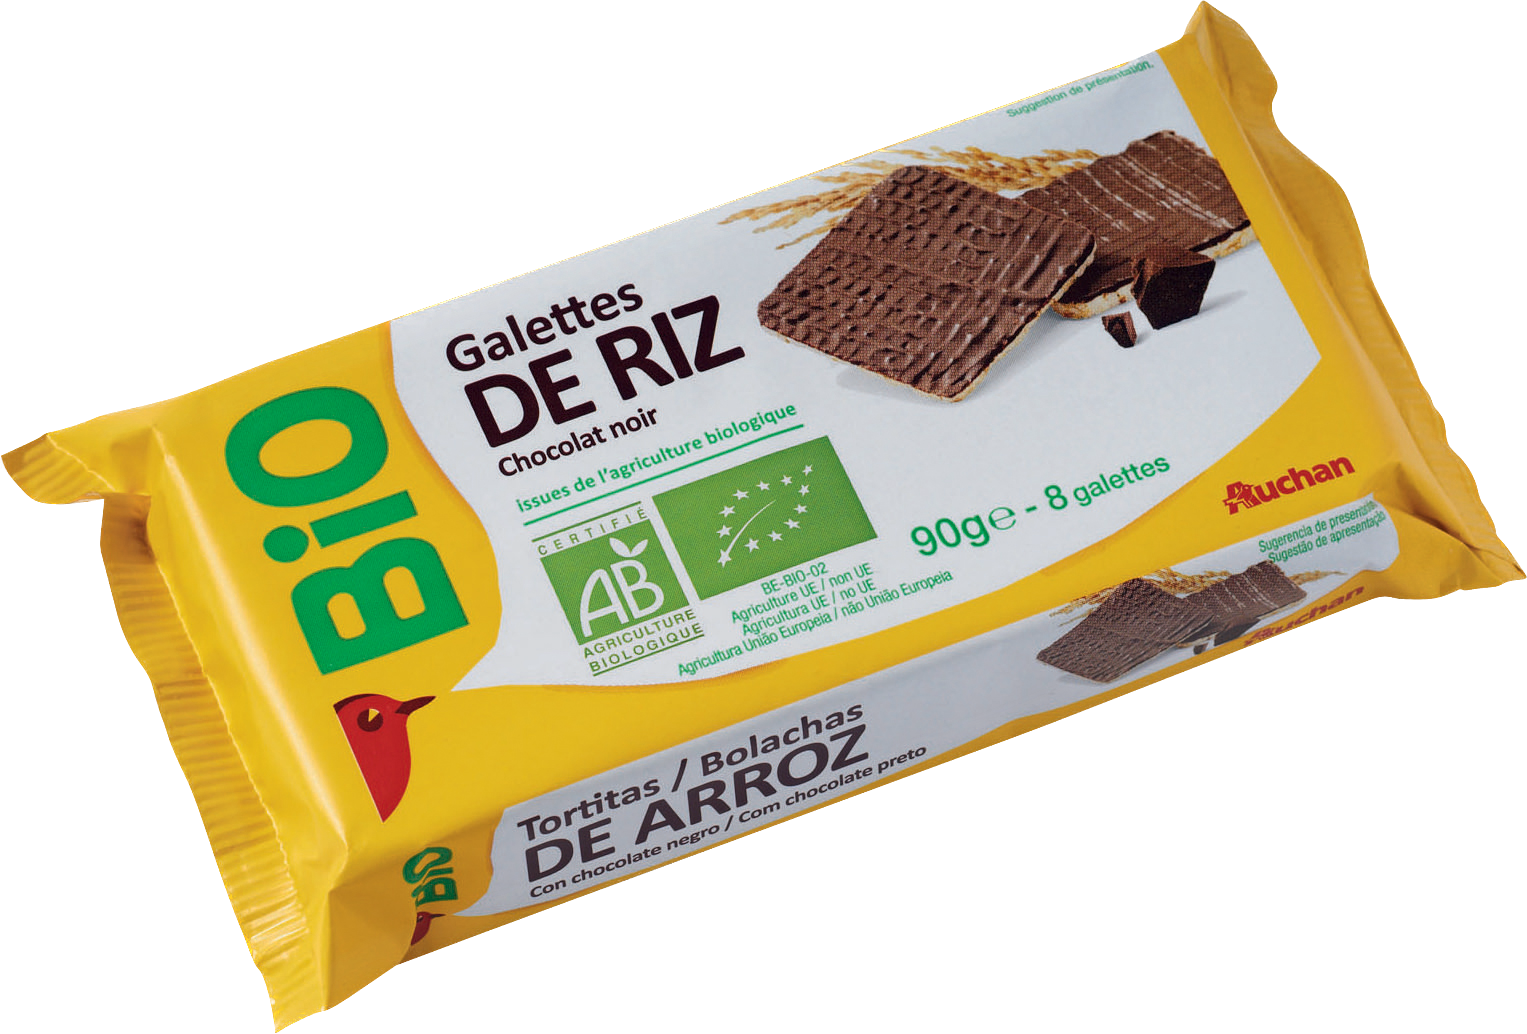 Suggestion de présentation.
Galettes
DE RIZ
Chocolat noir
issues de l'agriculture biologique
BiO
CERTIFIÉ
AB
AGRICULTURE
BIOLOGIQUE
BE-BIO-02
Agriculture UE / non UE
Agricultura UE / no UE
Agricultura União Europeia / não União Europeia
90g℮ - 8 galettes
Auchan
Sugerencia de presentación
Sugestão de apresentação
Auchan
Tortitas / Bolachas
DE ARROZ
Con chocolate negro / Com chocolate preto
BiO